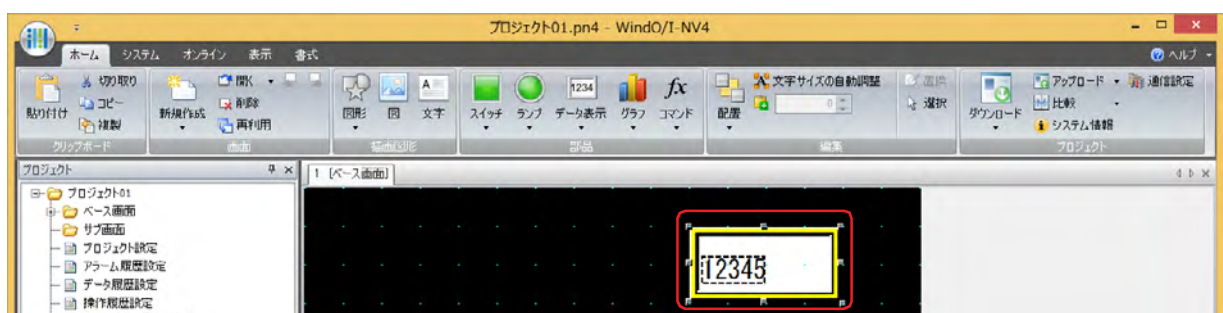 プロジェクト01.pn4 - WindO/I-NV4
ホーム システム オンライン 表示 書式 ヘルプ
貼り付け 切り取り コピー 複製 新規作成 開く 削除 再利用 図形 図 文字 スイッチ ランプ データ表示 1234 グラフ コマンド fx 配置 文字サイズの自動調整 0 置換 選択 ダウンロード アップロード 比較 システム情報 通信設定
クリップボード 画面 描画図形 部品 編集 プロジェクト
プロジェクト 1 [ベース画面]
プロジェクト01
ベース画面
サブ画面
プロジェクト設定
アラーム履歴設定
データ履歴設定
操作履歴設定
12345